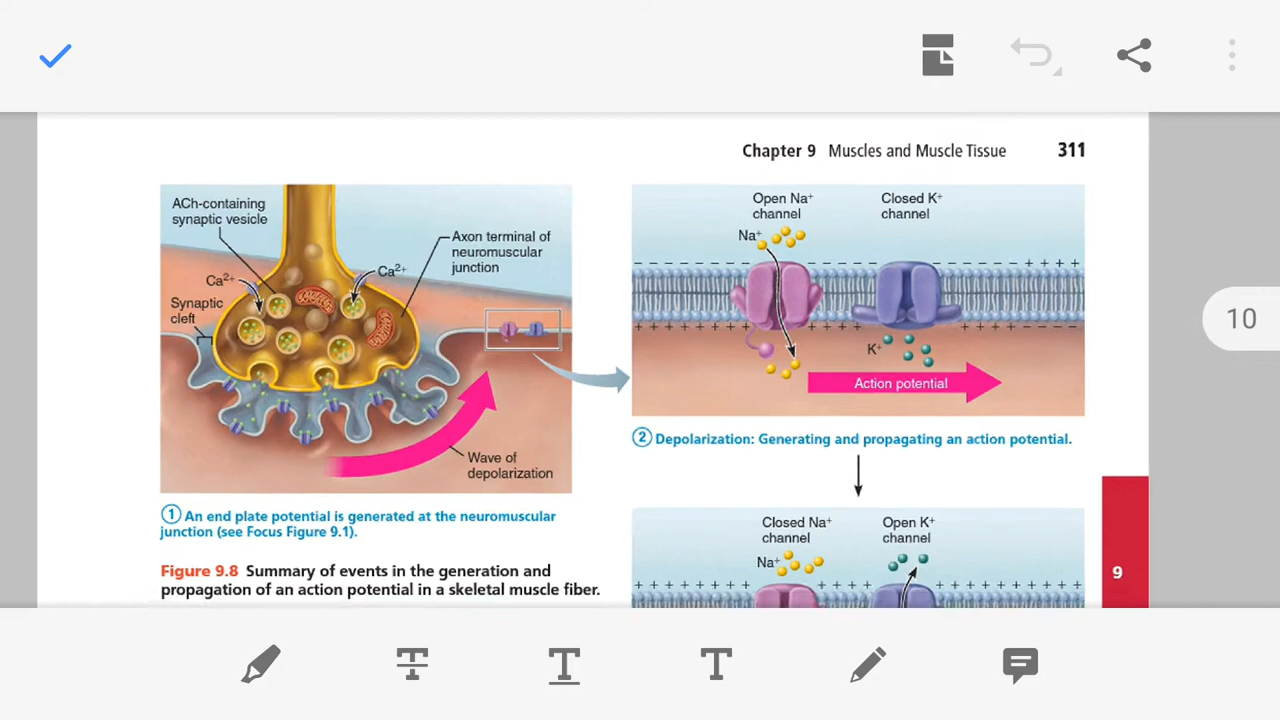 Chapter 9 Muscles and Muscle Tissue 311
ACh-containing
synaptic vesicle
Ca²⁺
Ca²⁺
Axon terminal of
neuromuscular
junction
Synaptic
cleft
Wave of
depolarization
① An end plate potential is generated at the neuromuscular
junction (see Focus Figure 9.1).
Figure 9.8 Summary of events in the generation and
propagation of an action potential in a skeletal muscle fiber.
Open Na⁺
channel
Closed K⁺
channel
Na⁺
K⁺
Action potential
② Depolarization: Generating and propagating an action potential.
Closed Na⁺
channel
Open K⁺
channel
Na⁺
9
10
T
T
T